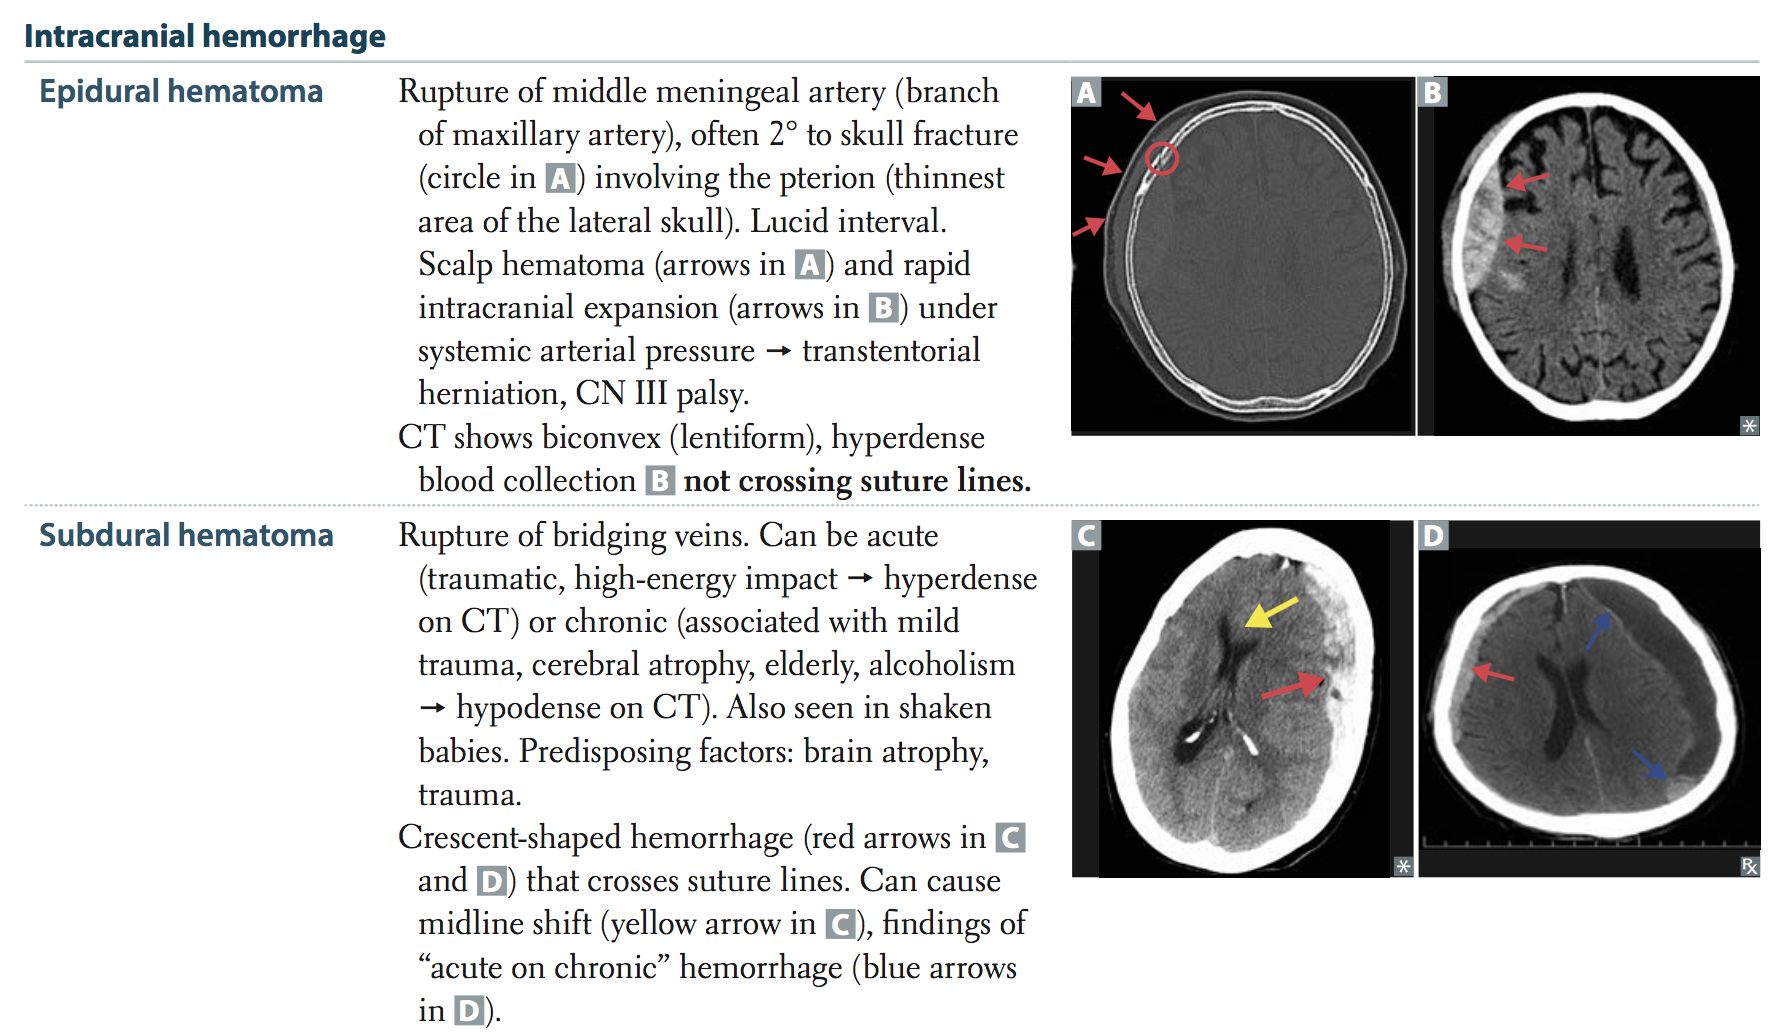 Intracranial hemorrhage
Epidural hematoma
Rupture of middle meningeal artery (branch
of maxillary artery), often 2° to skull fracture
(circle in A) involving the pterion (thinnest
area of the lateral skull). Lucid interval.
Scalp hematoma (arrows in A) and rapid
intracranial expansion (arrows in B) under
systemic arterial pressure → transtentorial
herniation, CN III palsy.
CT shows biconvex (lentiform), hyperdense
blood collection B not crossing suture lines.
A
B
Subdural hematoma
Rupture of bridging veins. Can be acute
(traumatic, high-energy impact → hyperdense
on CT) or chronic (associated with mild
trauma, cerebral atrophy, elderly, alcoholism
→ hypodense on CT). Also seen in shaken
babies. Predisposing factors: brain atrophy,
trauma.
Crescent-shaped hemorrhage (red arrows in C
and D) that crosses suture lines. Can cause
midline shift (yellow arrow in C), findings of
“acute on chronic” hemorrhage (blue arrows
in D).
C
D
℞